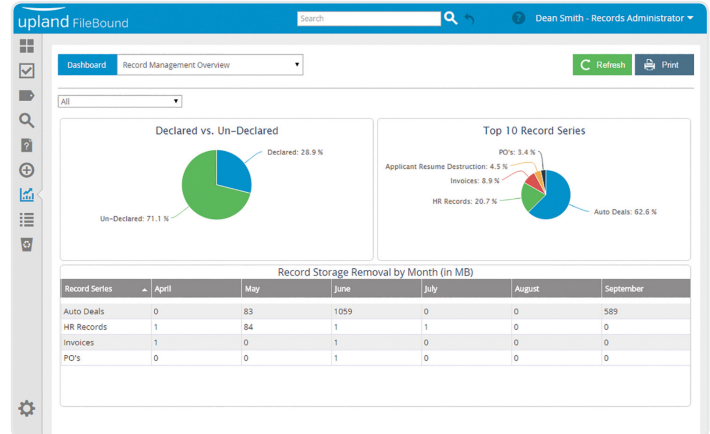 upland FileBound
Search
? Dean Smith - Records Administrator
Dashboard Record Management Overview
Refresh Print
All
Declared vs. Un-Declared
Declared: 28.9 %
Un-Declared: 71.1 %
Top 10 Record Series
PO's: 3.4 %
Applicant Resume Destruction: 4.5 %
Invoices: 8.9 %
HR Records: 20.7 %
Auto Deals: 62.6 %
Record Storage Removal by Month (in MB)
Record Series April May June July August September
Auto Deals 0 83 1059 0 0 589
HR Records 1 84 1 1 0 0
Invoices 1 0 1 0 0 0
PO's 0 0 1 0 0 0